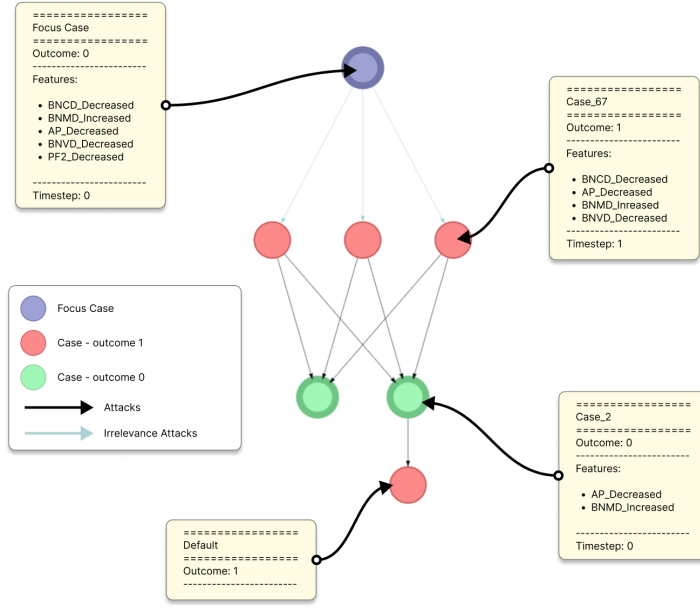 =================
Focus Case
=================
Outcome: 0
-----------------------
Features:
• BNCD_Decreased
• BNMD_Increased
• AP_Decreased
• BNVD_Decreased
• PF2_Decreased
-----------------------
Timestep: 0
=================
Case_67
=================
Outcome: 1
-----------------------
Features:
• BNCD_Decreased
• AP_Decreased
• BNMD_Inreased
• BNVD_Decreased
-----------------------
Timestep: 1
Focus Case
Case - outcome 1
Case - outcome 0
Attacks
Irrelevance Attacks
=================
Case_2
=================
Outcome: 0
-----------------------
Features:
• AP_Decreased
• BNMD_Increased
-----------------------
Timestep: 0
=================
Default
=================
Outcome: 1
-----------------------